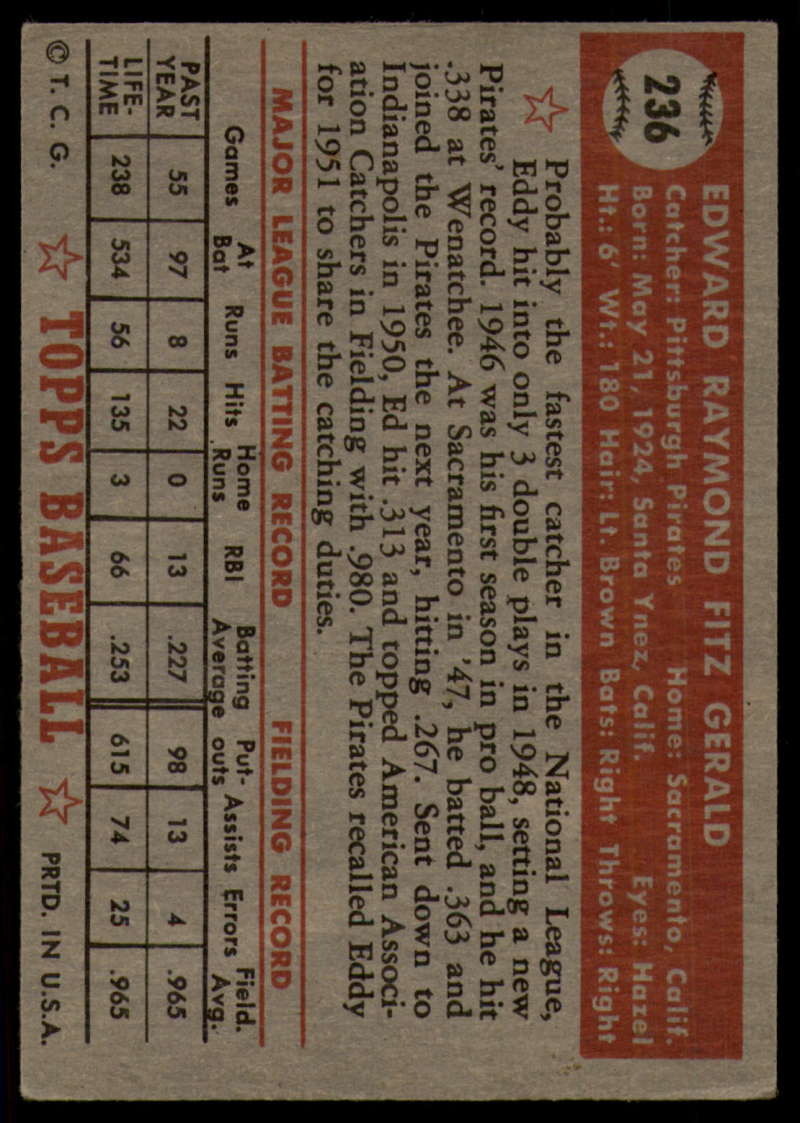 236
EDWARD RAYMOND FITZ GERALD
Catcher: Pittsburgh Pirates Home: Sacramento, Calif.
Born: May 21, 1924, Santa Ynez, Calif. Eyes: Hazel
Ht.: 6' Wt.: 180 Hair: Lt. Brown Bats: Right Throws: Right
Probably the fastest catcher in the National League,
Eddy hit into only 3 double plays in 1948, setting a new
Pirates' record. 1946 was his first season in pro ball, and he hit
.338 at Wenatchee. At Sacramento in '47, he batted .363 and
joined the Pirates the next year, hitting .267. Sent down to
Indianapolis in 1950, Ed hit .313 and topped American Associ-
ation Catchers in Fielding with .980. The Pirates recalled Eddy
for 1951 to share the catching duties.
MAJOR LEAGUE BATTING RECORD FIELDING RECORD
Games At Bat Runs Hits Home Runs RBI Batting Average Put-outs Assists Errors Field. Avg.
PAST YEAR 55 97 8 22 0 13 .227 98 13 4 .965
LIFE-TIME 238 534 56 135 3 66 .253 615 74 25 .965
© T. C. G. TOPPS BASEBALL PRTD. IN U.S.A.